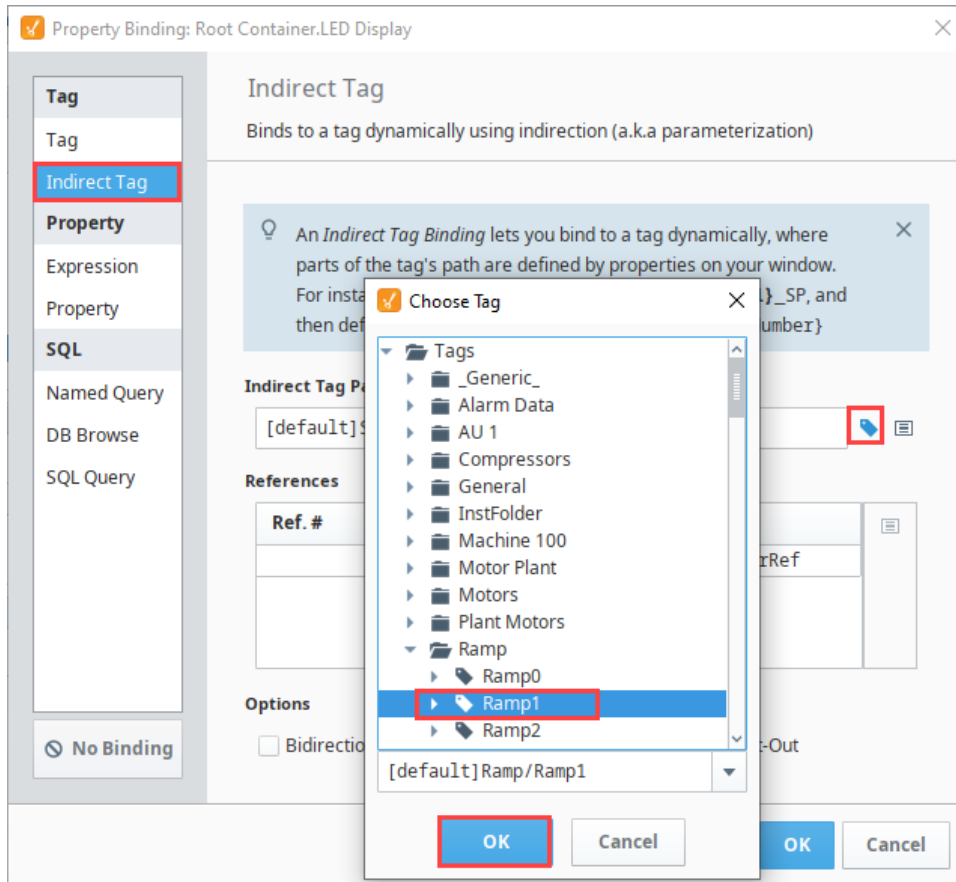 Property Binding: Root Container.LED Display
Tag
Tag
Indirect Tag
Property
Expression
Property
SQL
Named Query
DB Browse
SQL Query
No Binding
Indirect Tag
Binds to a tag dynamically using indirection (a.k.a parameterization)
An Indirect Tag Binding lets you bind to a tag dynamically, where
parts of the tag's path are defined by properties on your window.
For insta }_SP, and
then def umber}
Indirect Tag Pa
[default]
References
Ref. #
rRef
Options
Bidirectio t-Out
OK
Cancel
Choose Tag
Tags
_Generic_
Alarm Data
AU 1
Compressors
General
InstFolder
Machine 100
Motor Plant
Motors
Plant Motors
Ramp
Ramp0
Ramp1
Ramp2
[default]Ramp/Ramp1
OK
Cancel